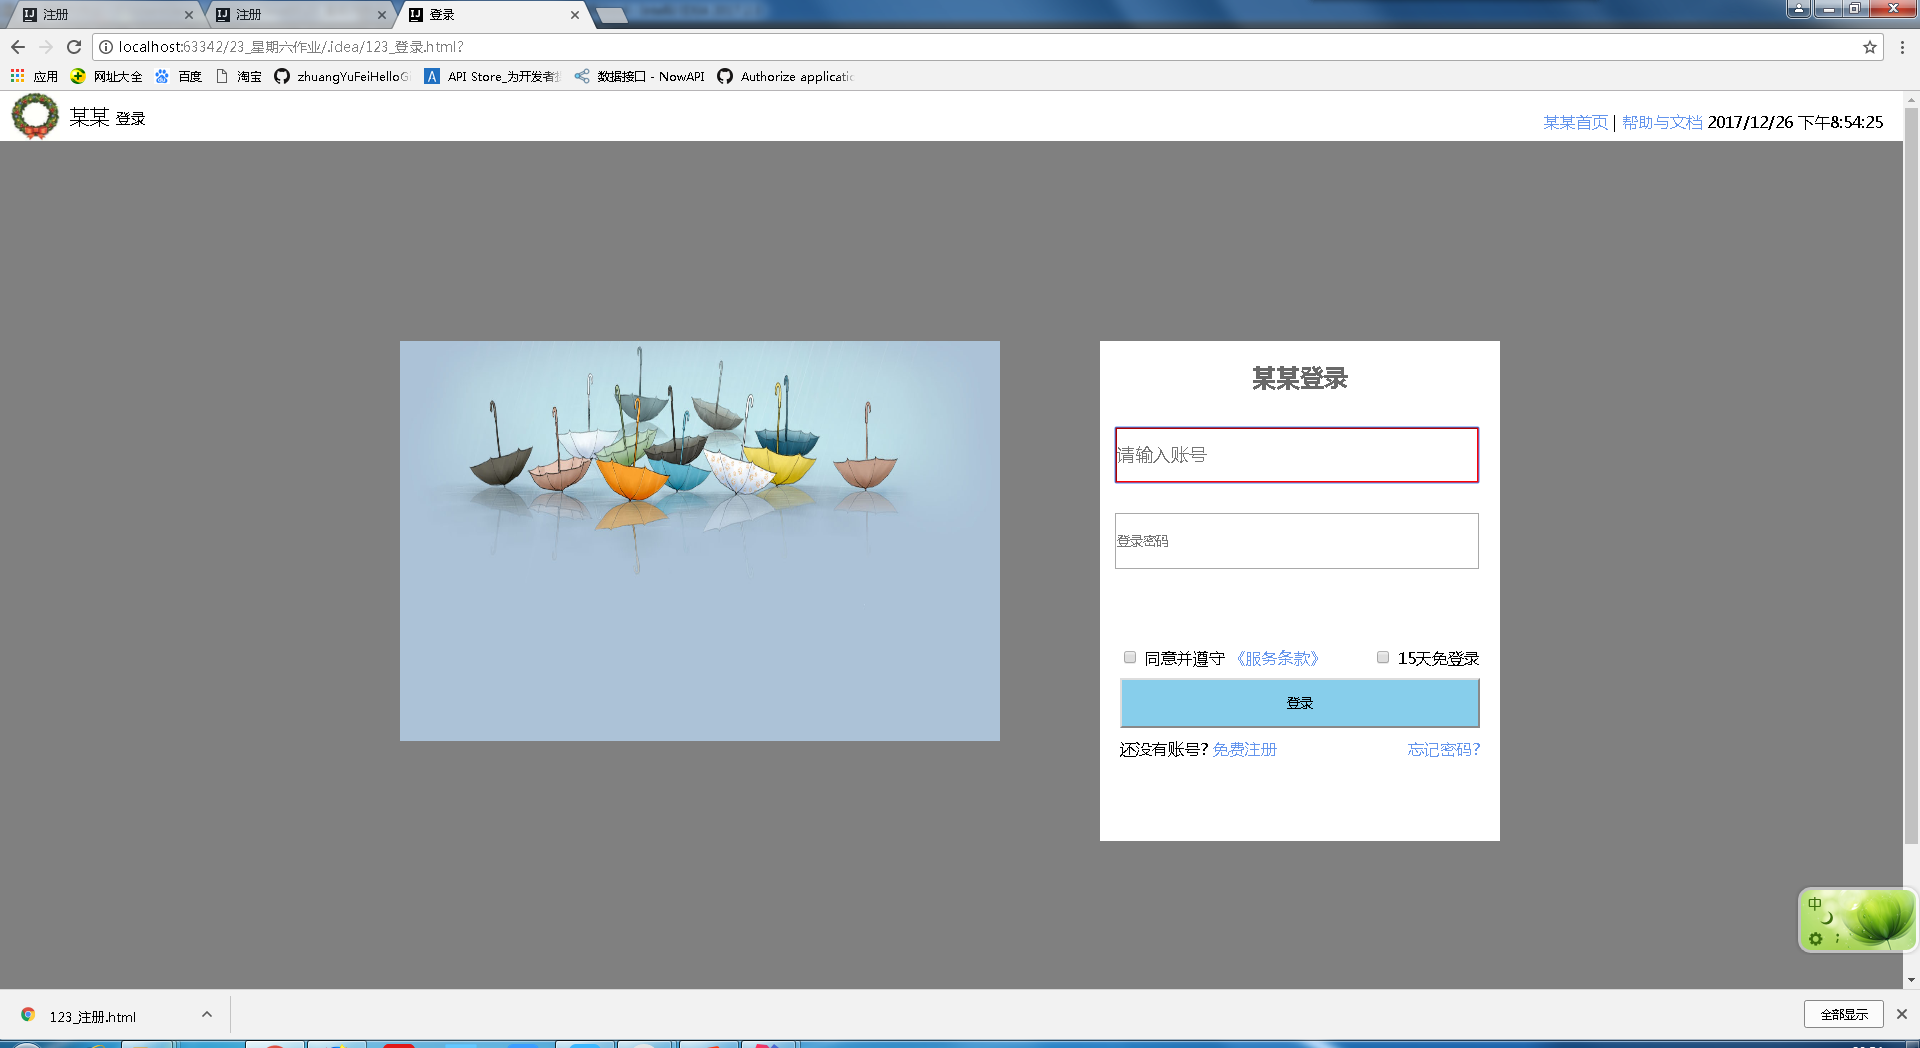 注册
注册
登录
localhost:63342/23_星期六作业/.idea/123_登录.html?
应用 网址大全 百度 淘宝 zhuangYuFeiHelloG API Store_为开发者 数据接口 - NowAPI Authorize applicatic
某某 登录
某某首页 | 帮助与文档 2017/12/26 下午8:54:25
某某登录
请输入账号
登录密码
同意并遵守 《服务条款》 15天免登录
登录
还没有账号? 免费注册 忘记密码?
中
123_注册.html
全部显示